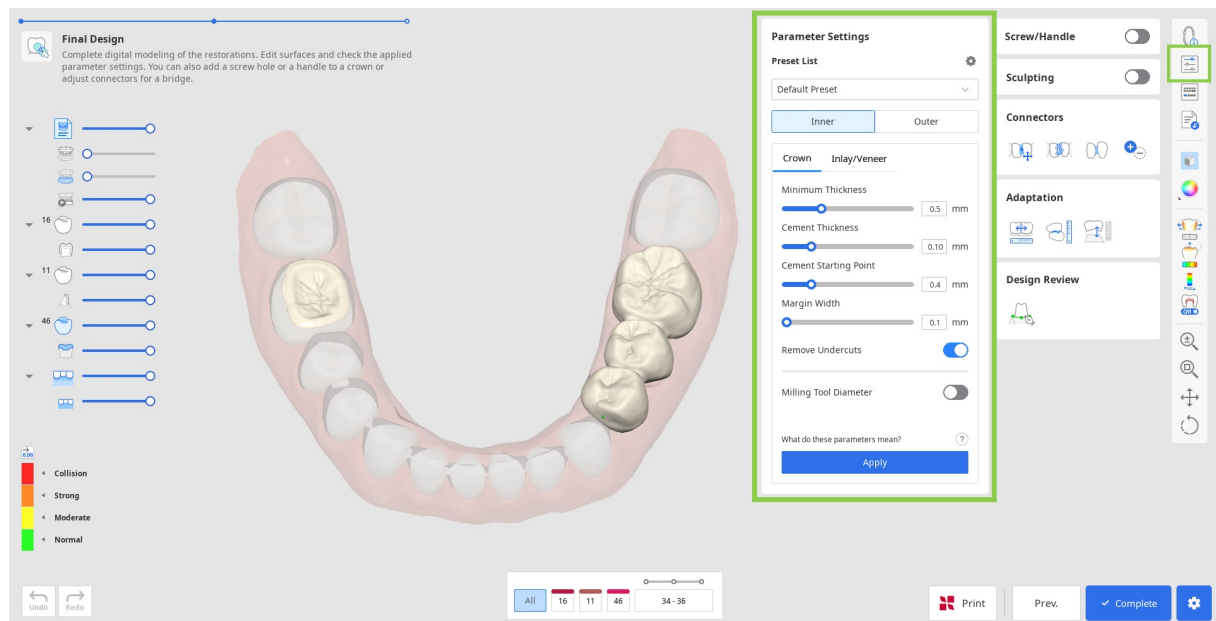 Final Design
Complete digital modeling of the restorations. Edit surfaces and check the applied
parameter settings. You can also add a screw hole or a handle to a crown or
adjust connectors for a bridge.
16
11
46
0.00
Collision
Strong
Moderate
Normal
Undo
Redo
All
16
11
46
34 - 36
Parameter Settings
Preset List
Default Preset
Inner
Outer
Crown
Inlay/Veneer
Minimum Thickness
0.5 mm
Cement Thickness
0.10 mm
Cement Starting Point
0.4 mm
Margin Width
0.1 mm
Remove Undercuts
Milling Tool Diameter
What do these parameters mean?
?
Apply
Screw/Handle
Sculpting
Connectors
Adaptation
Design Review
ON
Print
Prev.
Complete